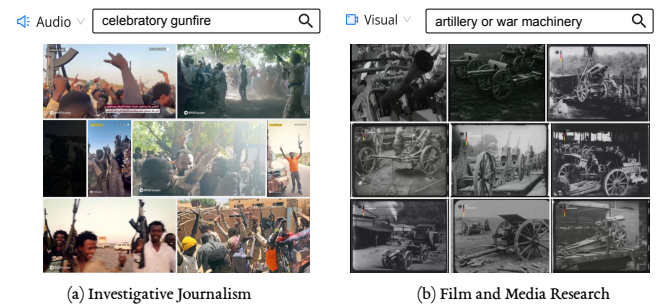 Audio
celebratory gunfire
Visual
artillery or war machinery
(a) Investigative Journalism
(b) Film and Media Research